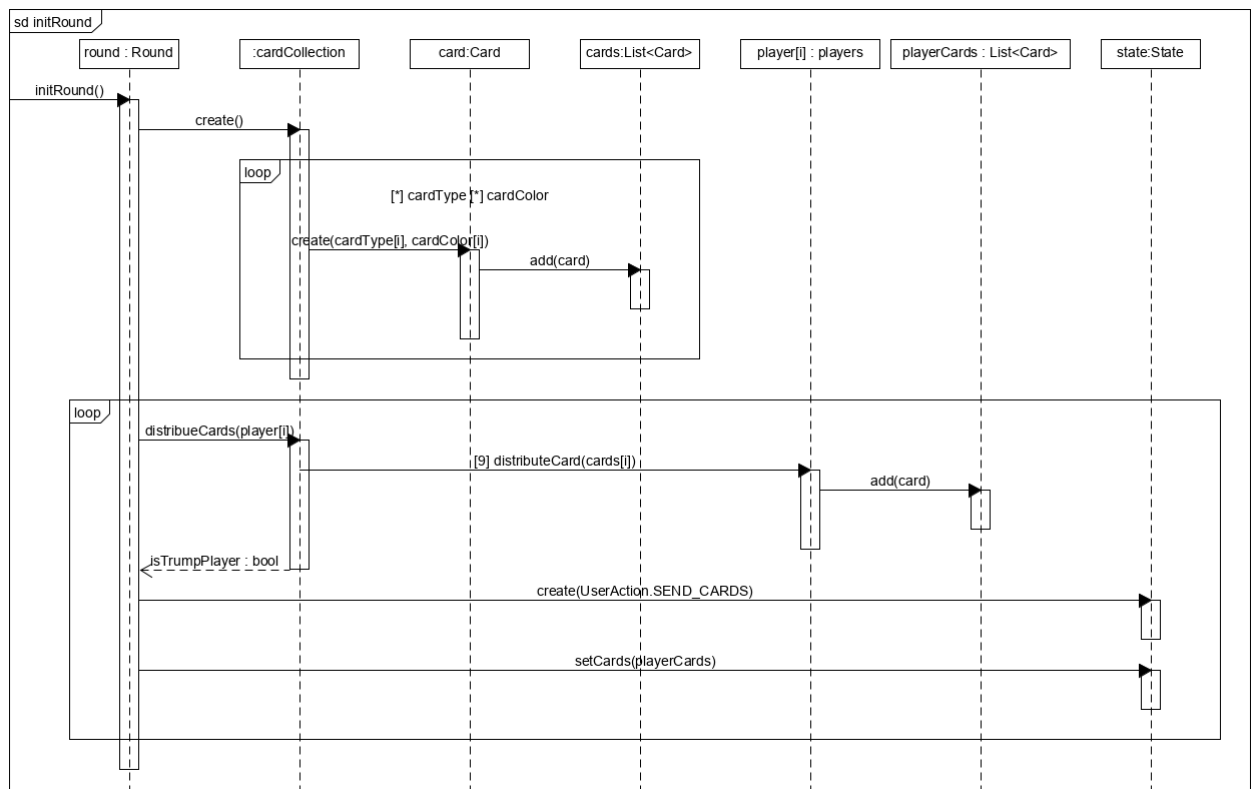 sd initRound
round : Round
:cardCollection
card:Card
cards:List<Card>
player[i] : players
playerCards : List<Card>
state:State
initRound()
create()
loop
[*] cardType [*] cardColor
create(cardType[i], cardColor[i])
add(card)
loop
distribueCards(player[i])
[9] distributeCard(cards[i])
add(card)
isTrumpPlayer : bool
create(UserAction.SEND_CARDS)
setCards(playerCards)